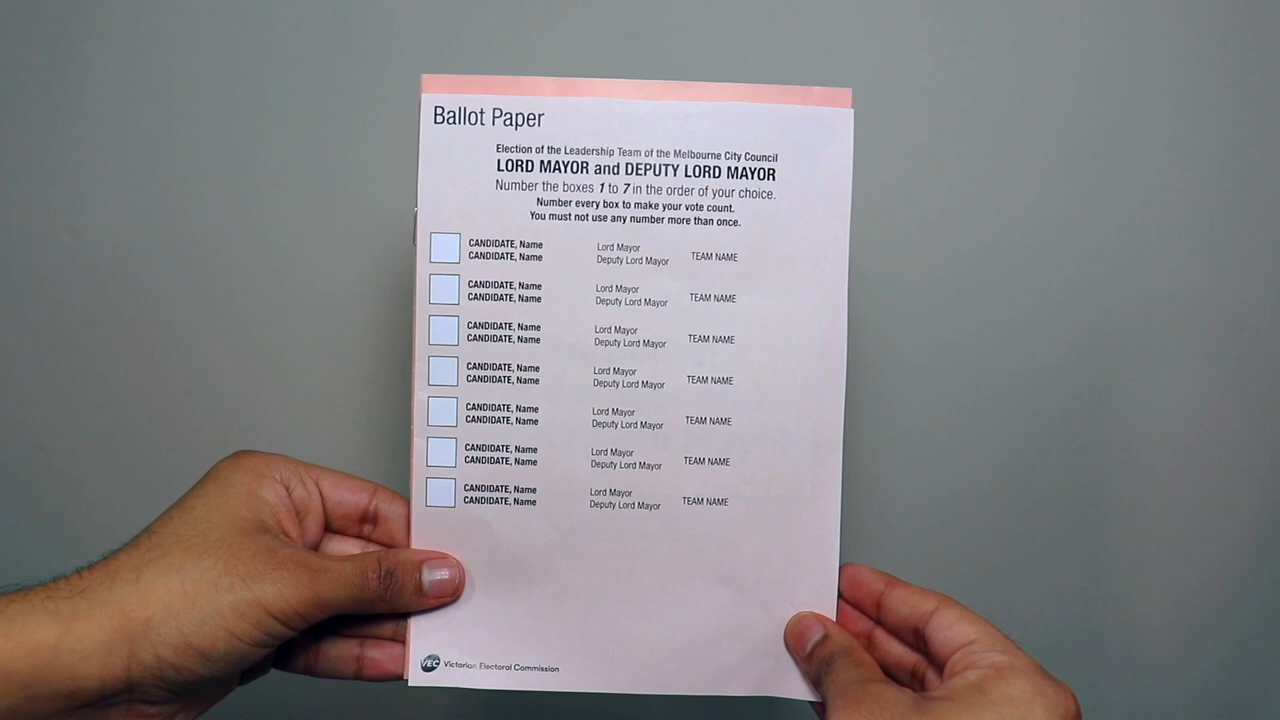 Ballot Paper
Election of the Leadership Team of the Melbourne City Council
LORD MAYOR and DEPUTY LORD MAYOR
Number the boxes 1 to 7 in the order of your choice.
Number every box to make your vote count.
You must not use any number more than once.
CANDIDATE, Name Lord Mayor
CANDIDATE, Name Deputy Lord Mayor TEAM NAME
CANDIDATE, Name Lord Mayor
CANDIDATE, Name Deputy Lord Mayor TEAM NAME
CANDIDATE, Name Lord Mayor
CANDIDATE, Name Deputy Lord Mayor TEAM NAME
CANDIDATE, Name Lord Mayor
CANDIDATE, Name Deputy Lord Mayor TEAM NAME
CANDIDATE, Name Lord Mayor
CANDIDATE, Name Deputy Lord Mayor TEAM NAME
CANDIDATE, Name Lord Mayor
CANDIDATE, Name Deputy Lord Mayor TEAM NAME
CANDIDATE, Name Lord Mayor
CANDIDATE, Name Deputy Lord Mayor TEAM NAME
VEC Victorian Electoral Commission